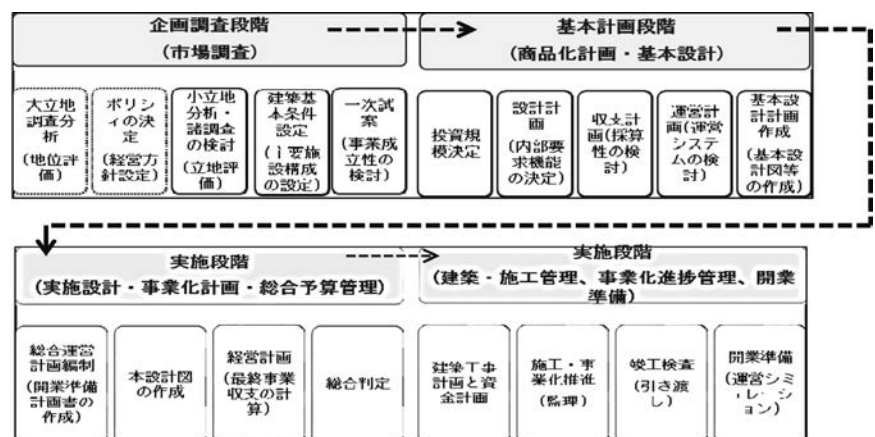 企画調査段階
(市場調査)
基本計画段階
(商品化計画・基本設計)
大立地
調査分
析
(地位評
価)
ポリシ
ィの決
定
(経営方
針設定)
小立地
分析・
諸調査
の検討
(立地評
価)
建築基
本条件
設定
要施
設構成
の設定)
一次試
案
(事業成
立性の
検討)
投資規
模決定
設計計
画
(内部要
求機能
の決定)
収支計
画(採算
性の検
討)
運営計
画(運営
システ
ムの検
討)
基本設
計計画
作成
(基本設
計図等
の作成)
実施段階
(実施設計・事業化計画・総合予算管理)
実施段階
(建築・施工管理、事業化進捗管理、開業
準備)
総合運営
計画編制
(開業準備
計画書の
作成)
本設計図
の作成
経営計画
(最終事業
収支の計
算)
総合判定
建築工事
計画と資
金計画
施工・事
業化推進
(監理)
竣工検査
(引き渡
し)
開業準備
(運営シミ
ョン)